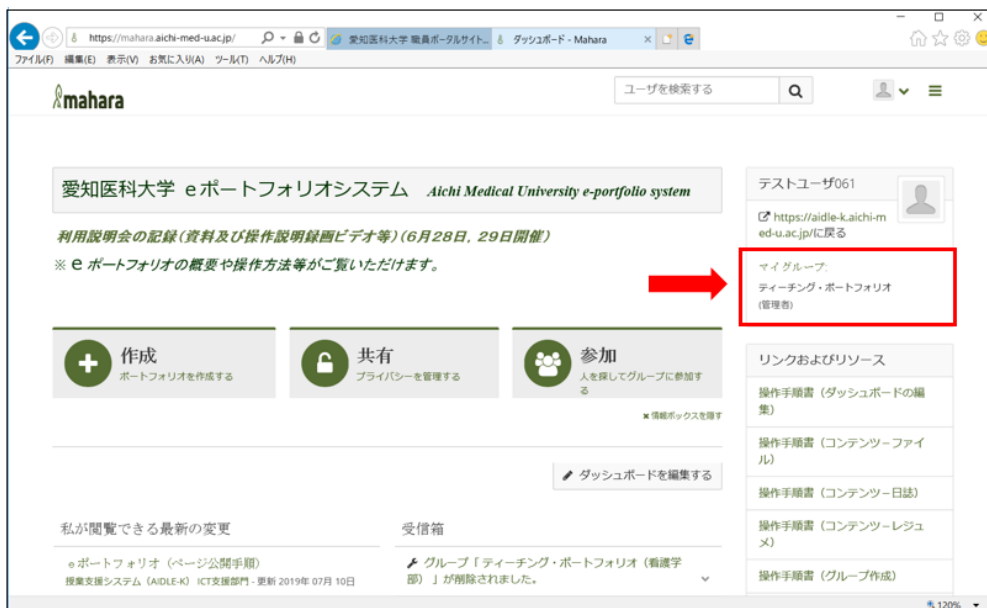 https://mahara.aichi-med-u.ac.jp/
愛知医科大学 職員ポータルサイト...
ダッシュボード - Mahara
ファイル(F) 編集(E) 表示(V) お気に入り(A) ツール(T) ヘルプ(H)
mahara
ユーザを検索する
愛知医科大学 eポートフォリオシステム Aichi Medical University e-portfolio system
利用説明会の記録(資料及び操作説明録画ビデオ等)(6月28日, 29日開催)
※ e ポートフォリオの概要や操作方法等がご覧いただけます。
作成
ポートフォリオを作成する
共有
プライバシーを管理する
参加
人を探してグループに参加す
る
×情報ボックスを隠す
ダッシュボードを編集する
私が閲覧できる最新の変更
eポートフォリオ（ページ公開手順）
授業支援システム（AIDLE-K）ICT支援部門 - 更新 2019年 07月 10日
受信箱
グループ「 ティーチング・ポートフォリオ（看護学
部） 」が削除されました。
テストユーザ061
https://aidle-k.aichi-m
ed-u.ac.jp/に戻る
マイグループ:
ティーチング・ポートフォリオ
(管理者)
リンクおよびリソース
操作手順書（ダッシュボードの編
集）
操作手順書（コンテンツ－ファイ
ル）
操作手順書（コンテンツ－日誌）
操作手順書（コンテンツ－レジュ
メ）
操作手順書（グループ作成）
120%